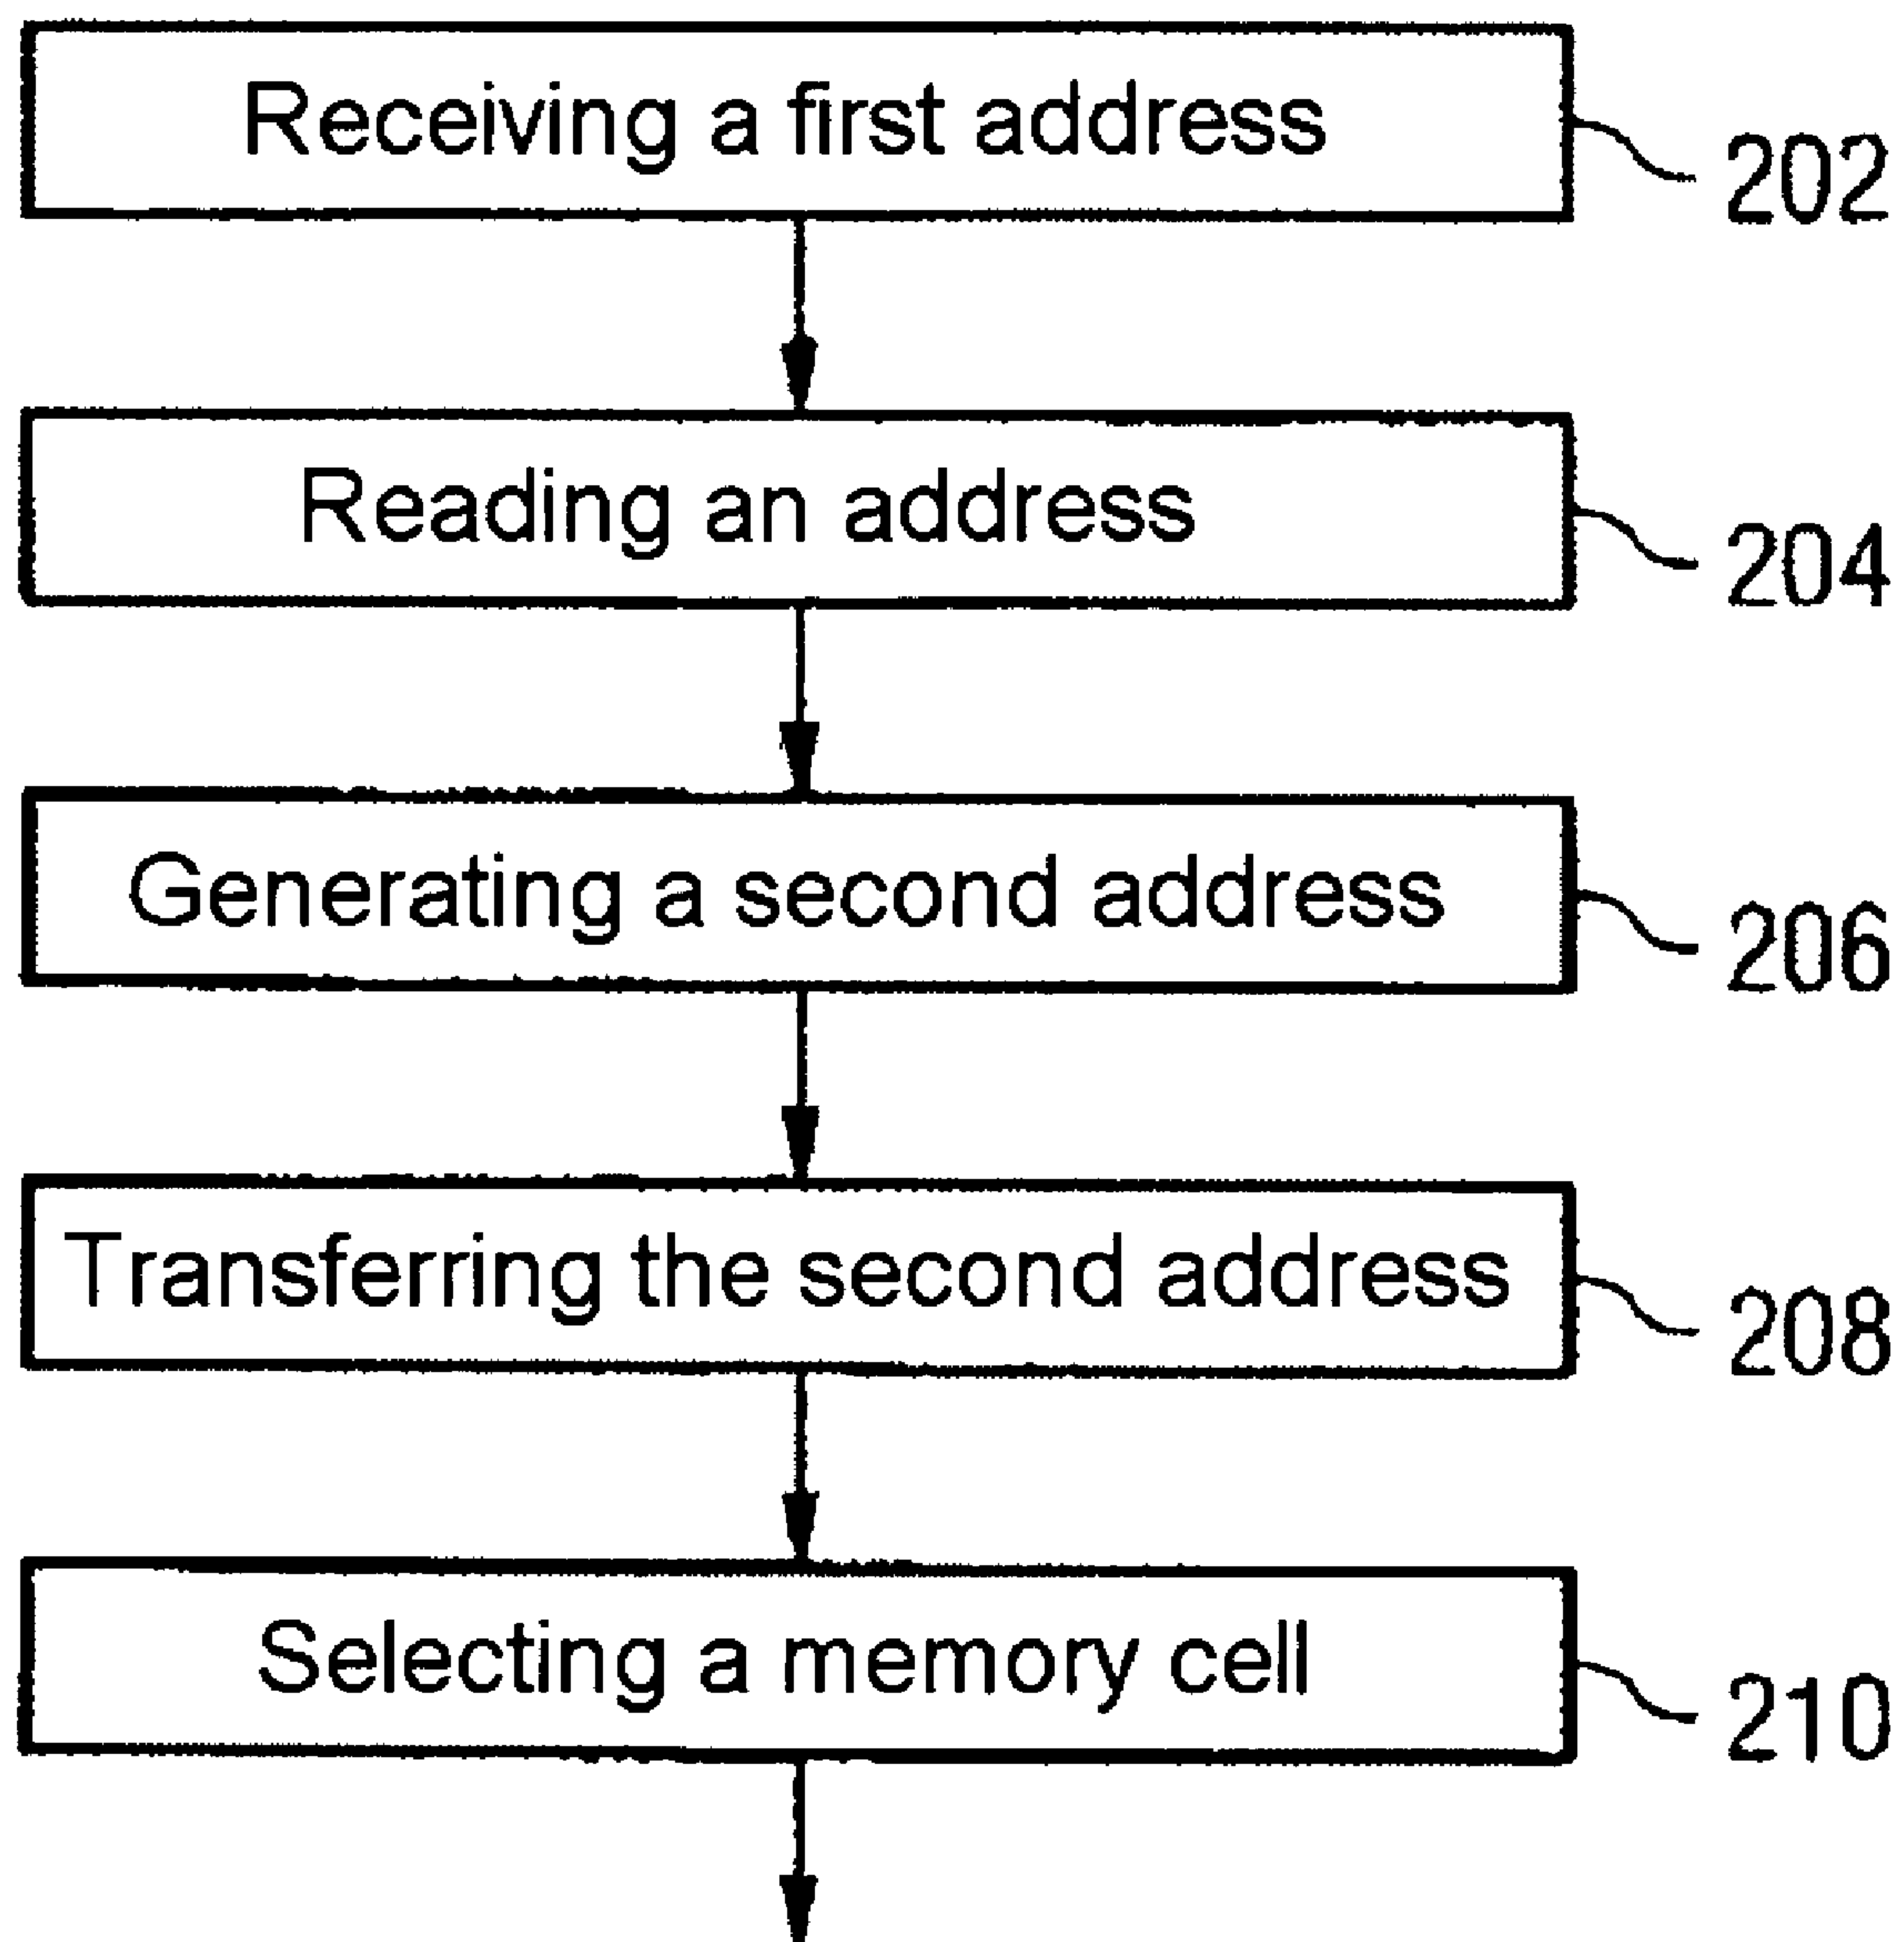 Receiving a first address
202
Reading an address
204
Generating a second address
206
Transferring the second address
208
Selecting a memory cell
210